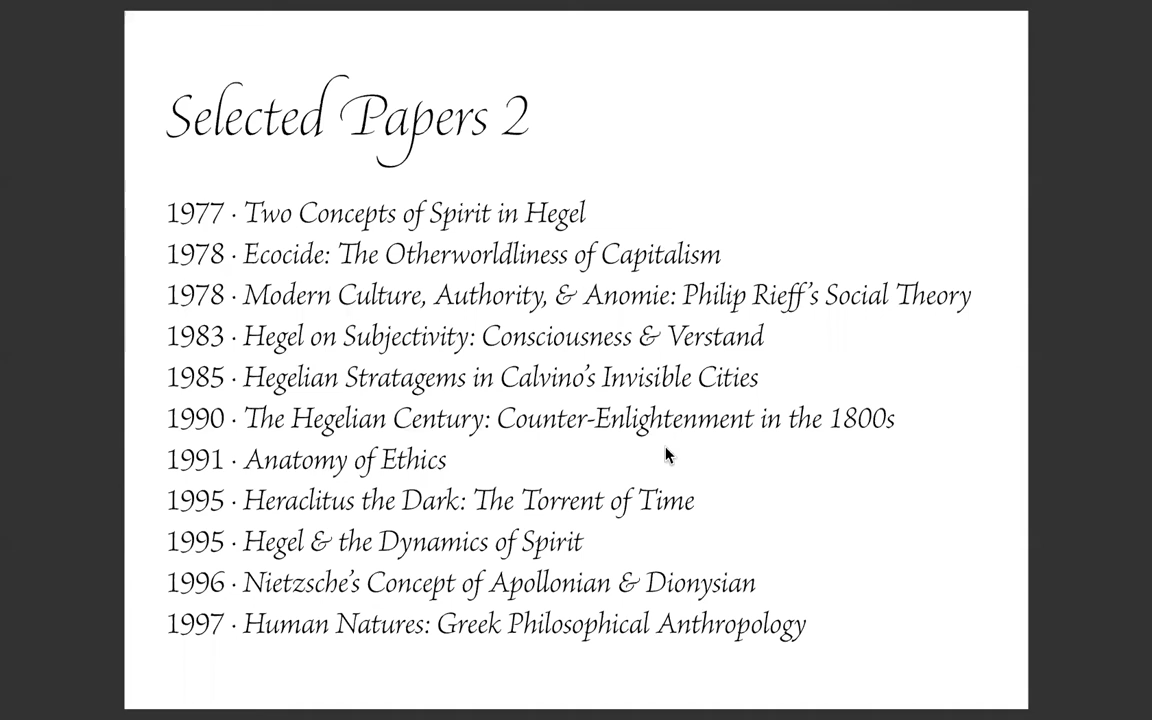 Selected Papers 2
1977 · Two Concepts of Spirit in Hegel
1978 · Ecocide: The Otherworldliness of Capitalism
1978 · Modern Culture, Authority, & Anomie: Philip Rieff's Social Theory
1983 · Hegel on Subjectivity: Consciousness & Verstand
1985 · Hegelian Stratagems in Calvino's Invisible Cities
1990 · The Hegelian Century: Counter-Enlightenment in the 1800s
1991 · Anatomy of Ethics
1995 · Heraclitus the Dark: The Torrent of Time
1995 · Hegel & the Dynamics of Spirit
1996 · Nietzsche's Concept of Apollonian & Dionysian
1997 · Human Natures: Greek Philosophical Anthropology